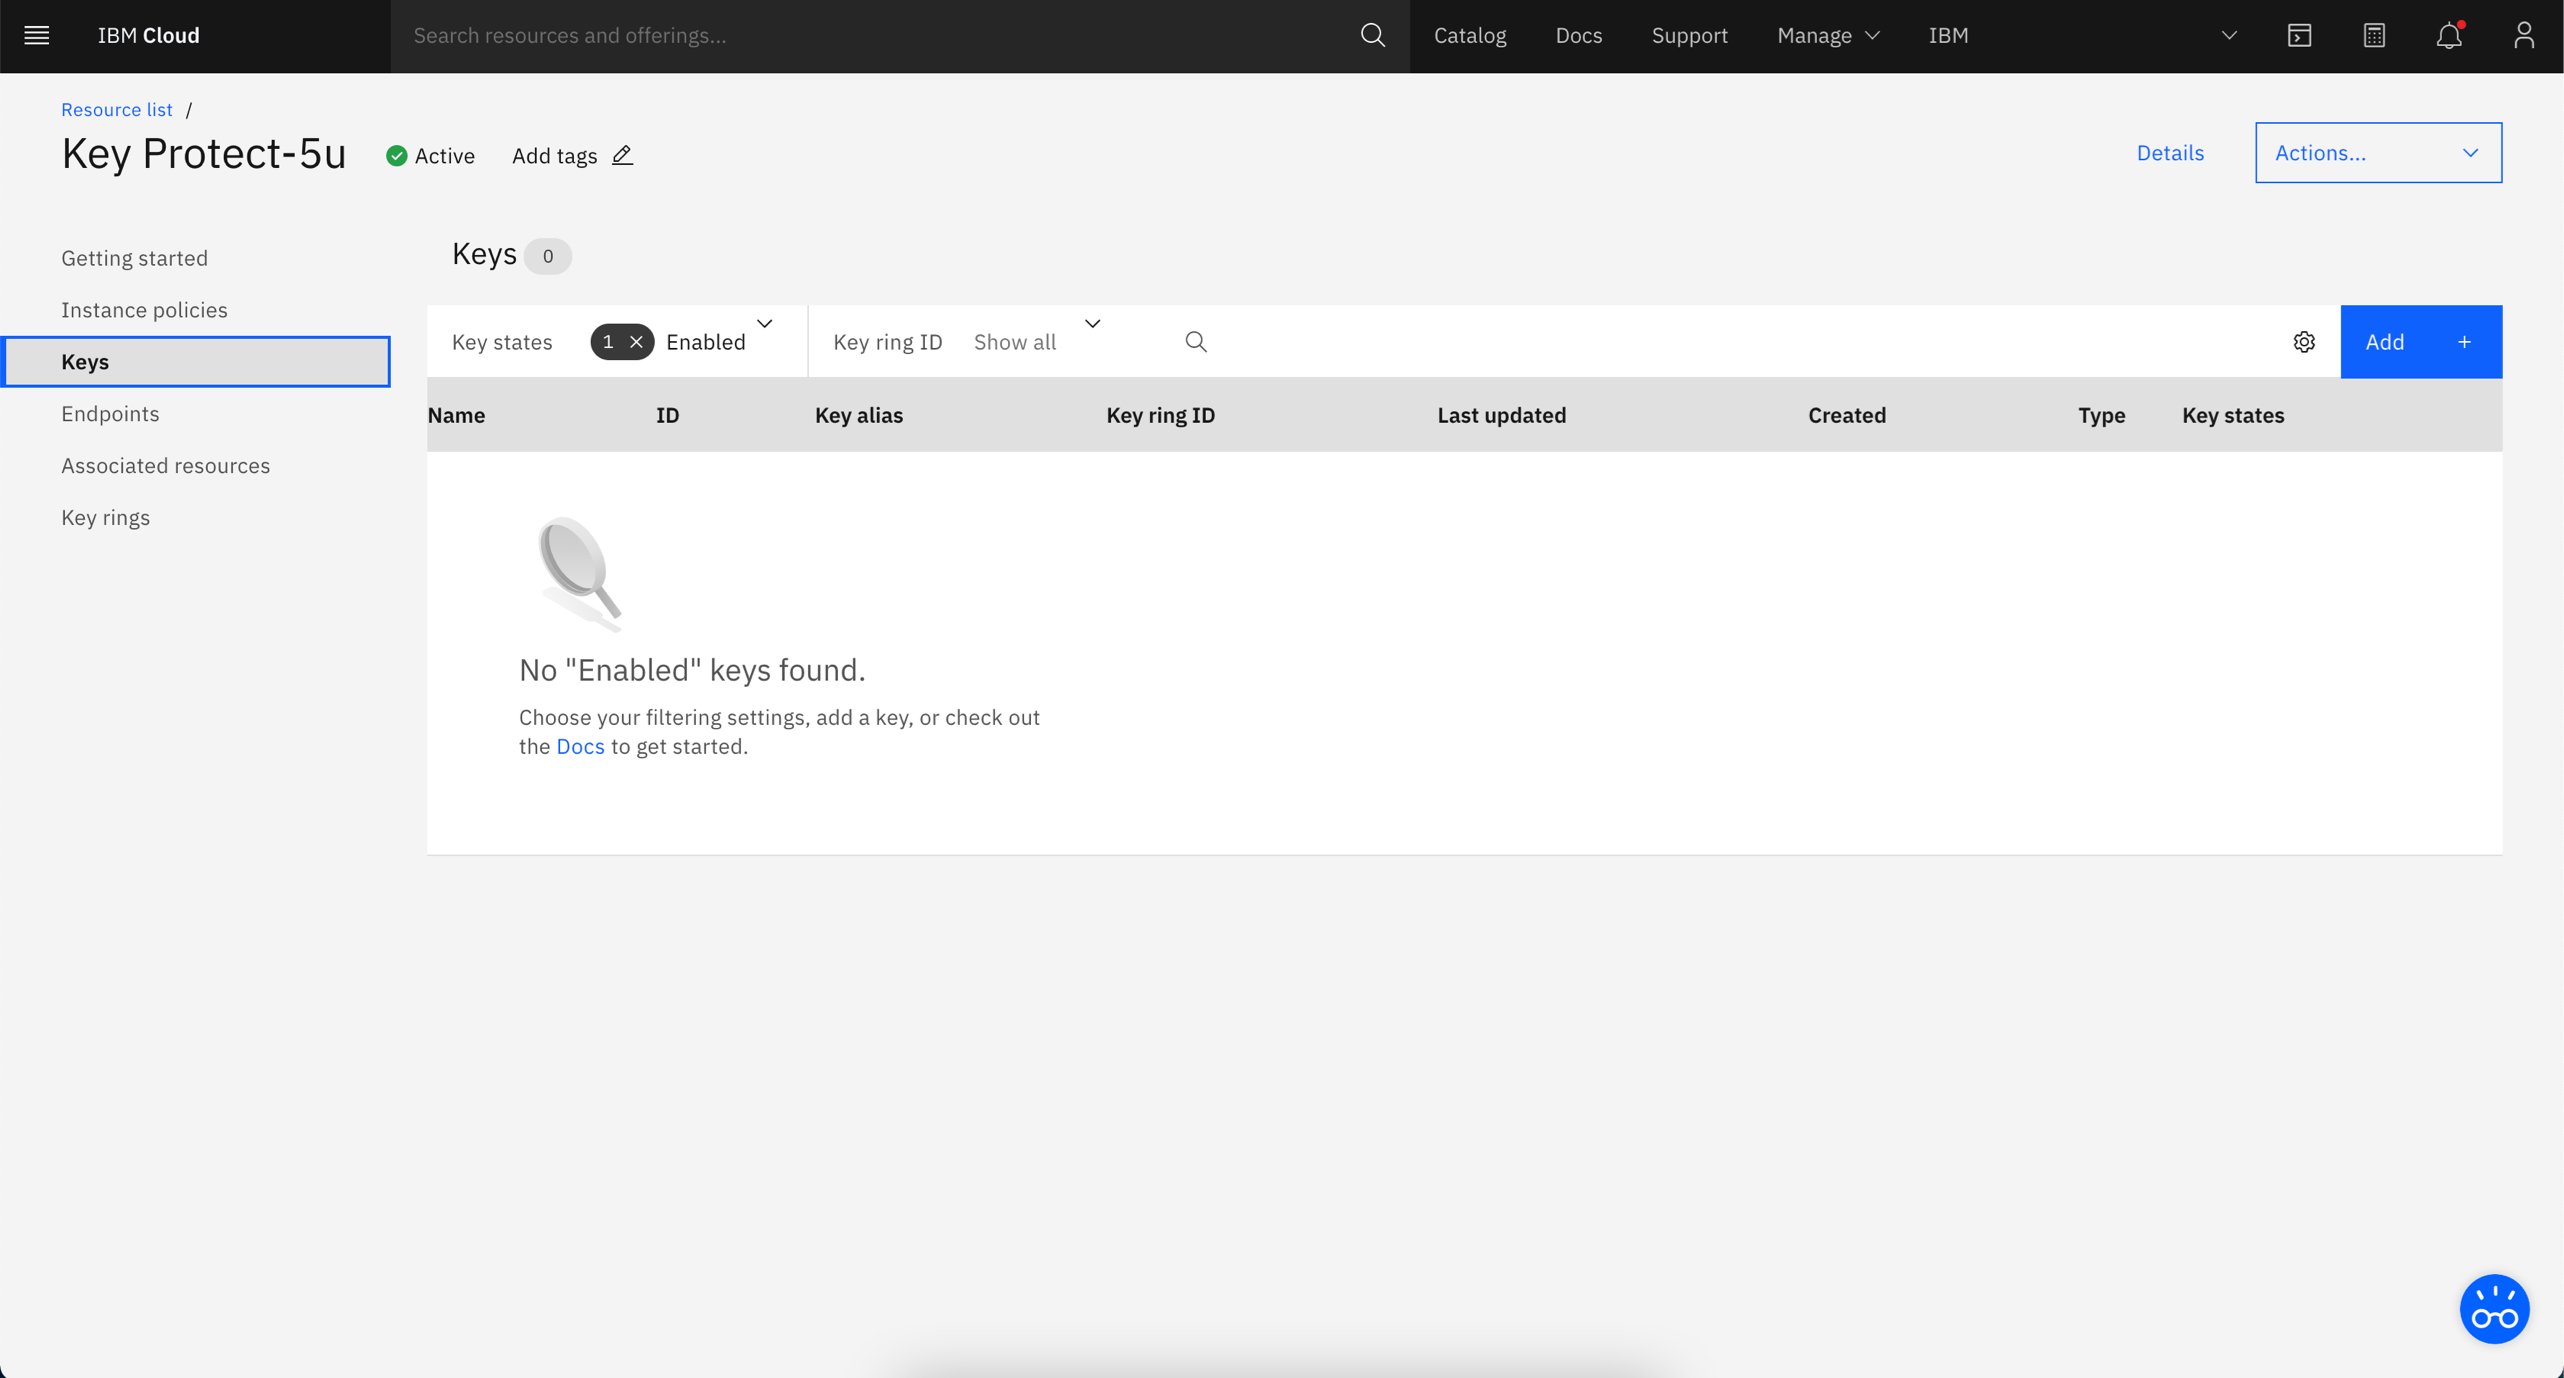 IBM Cloud
Search resources and offerings...
Catalog
Docs
Support
Manage
IBM
Resource list /
Key Protect-5u
Active
Add tags
Details
Actions...
Getting started
Instance policies
Keys
Endpoints
Associated resources
Key rings
Keys 0
Key states 1 Enabled
Key ring ID Show all
Add +
Name ID Key alias Key ring ID Last updated Created Type Key states
No "Enabled" keys found.
Choose your filtering settings, add a key, or check out
the Docs to get started.